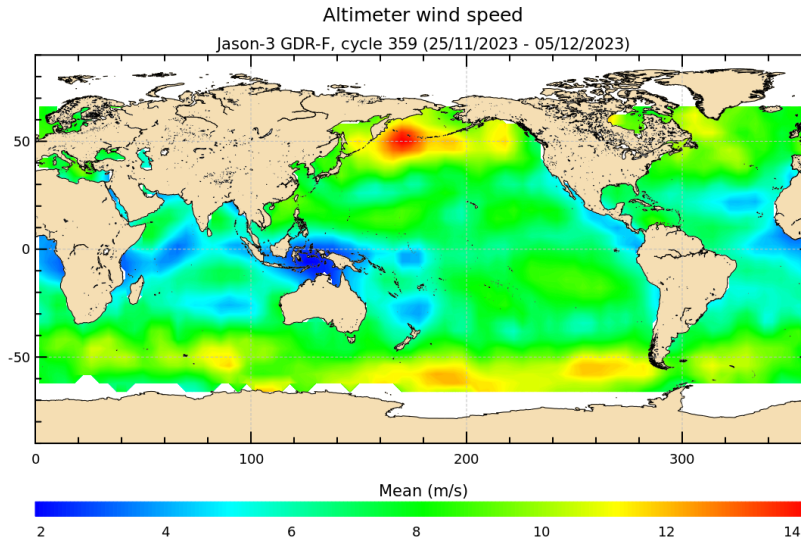 Altimeter wind speed
Jason-3 GDR-F, cycle 359 (25/11/2023 - 05/12/2023)
50
0
-50
0 100 200 300
Mean (m/s)
2 4 6 8 10 12 14